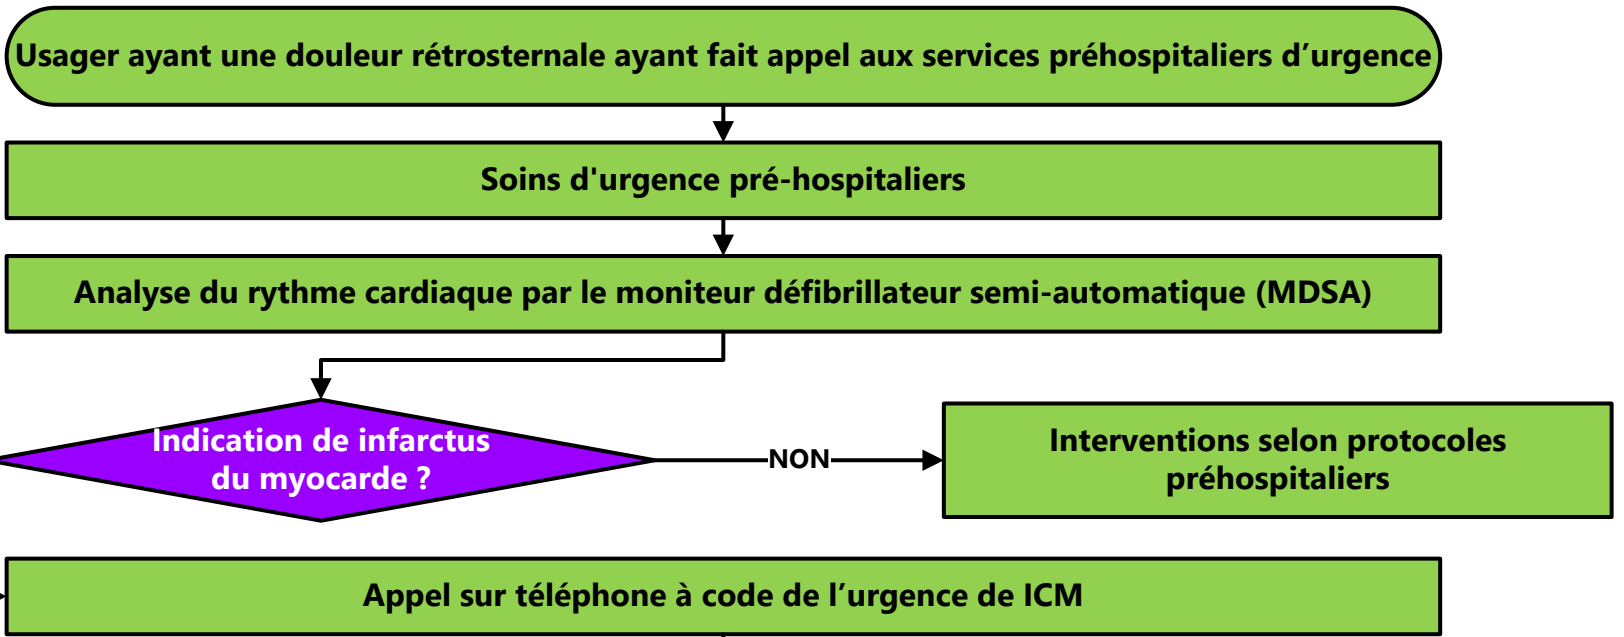 Usager ayant une douleur rétrosternale ayant fait appel aux services préhospitaliers d’urgence
Soins d'urgence pré-hospitaliers
Analyse du rythme cardiaque par le moniteur défibrillateur semi-automatique (MDSA)
Indication de infarctus
du myocarde ?
NON
Interventions selon protocoles
préhospitaliers
Appel sur téléphone à code de l’urgence de ICM